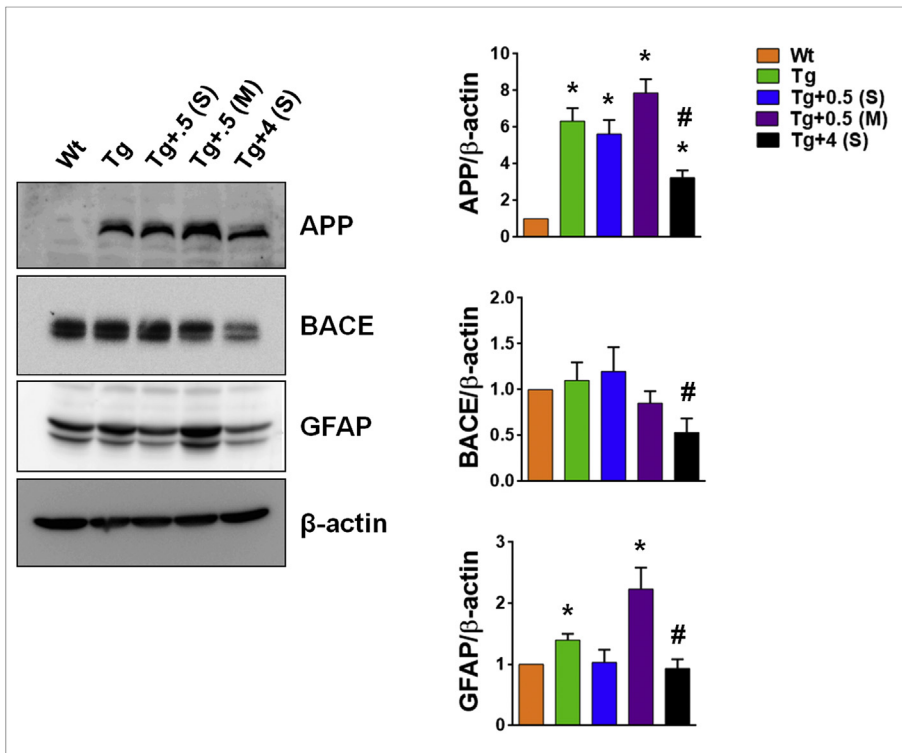 Wt Tg Tg+.5 (S) Tg+.5 (M) Tg+4 (S)
APP
BACE
GFAP
β-actin
APP/β-actin
10
8
6
4
2
0
* * * # *
Wt
Tg
Tg+0.5 (S)
Tg+0.5 (M)
Tg+4 (S)
BACE/β-actin
2.0
1.5
1.0
0.5
0.0
#
GFAP/β-actin
3
2
1
0
* * #